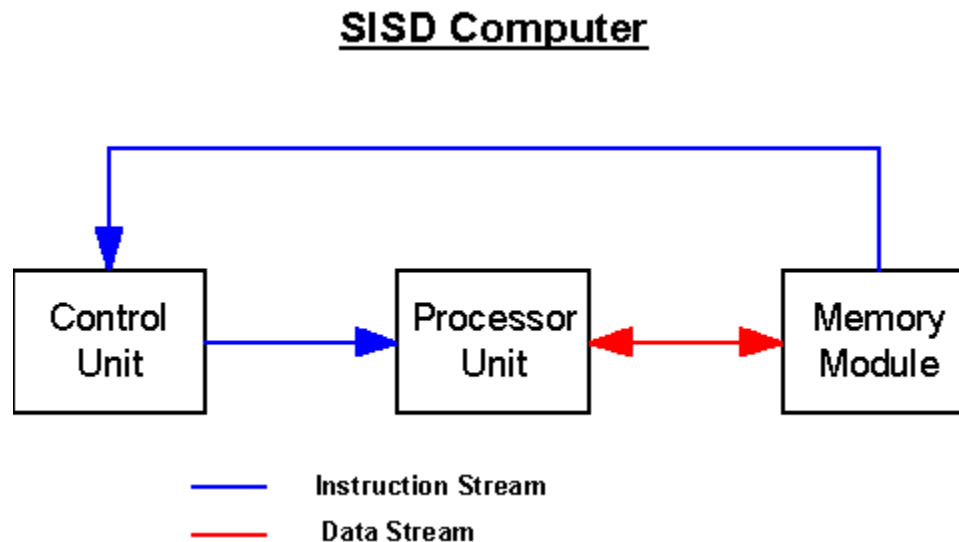 SISD Computer
Control
Unit
Processor
Unit
Memory
Module
Instruction Stream
Data Stream